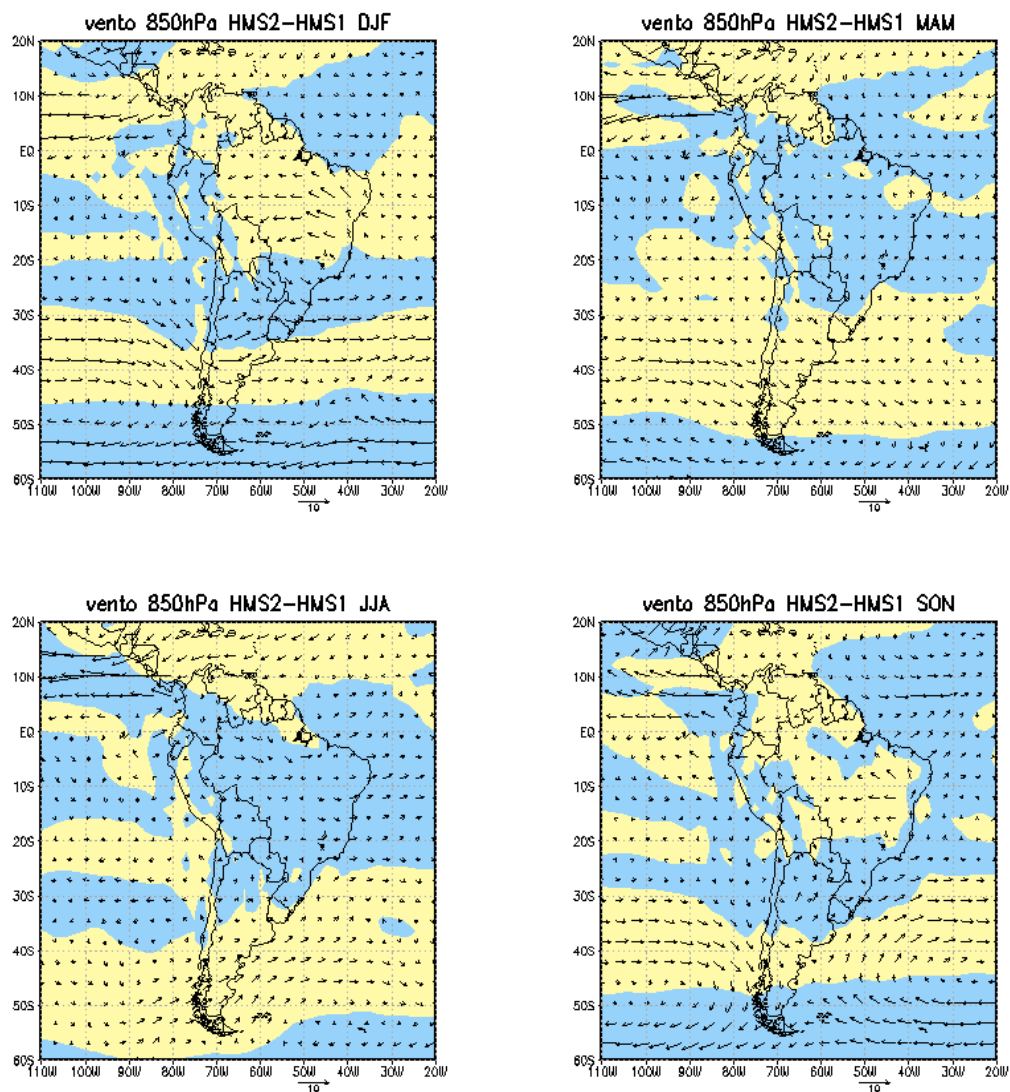 vento 850hPa HMS2-HMS1 DJF
20N
10N
EQ
10S
20S
30S
40S
50S
60S
110W 100W 90W 80W 70W 60W 50W 40W 30W 20W
10
vento 850hPa HMS2-HMS1 MAM
20N
10N
EQ
10S
20S
30S
40S
50S
60S
110W 100W 90W 80W 70W 60W 50W 40W 30W 20W
10
vento 850hPa HMS2-HMS1 JJA
20N
10N
EQ
10S
20S
30S
40S
50S
60S
110W 100W 90W 80W 70W 60W 50W 40W 30W 20W
10
vento 850hPa HMS2-HMS1 SON
20N
10N
EQ
10S
20S
30S
40S
50S
60S
110W 100W 90W 80W 70W 60W 50W 40W 30W 20W
10